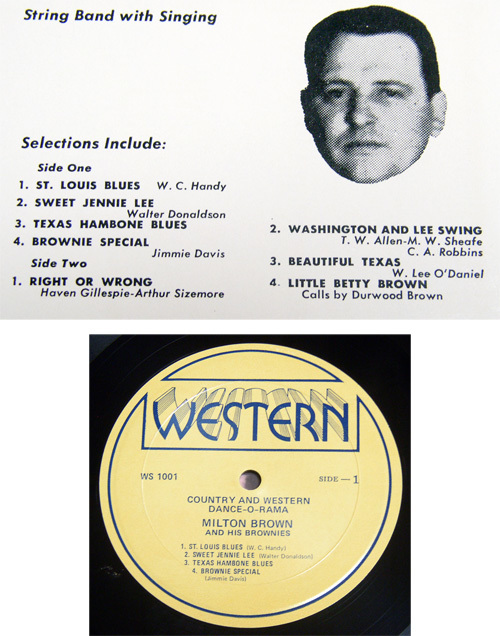 String Band with Singing
Selections Include:
Side One
1. ST. LOUIS BLUES W. C. Handy
2. SWEET JENNIE LEE
Walter Donaldson
3. TEXAS HAMBONE BLUES
4. BROWNIE SPECIAL
Jimmie Davis
Side Two
1. RIGHT OR WRONG
Haven Gillespie-Arthur Sizemore
2. WASHINGTON AND LEE SWING
T. W. Allen-M. W. Sheafe
C. A. Robbins
3. BEAUTIFUL TEXAS
W. Lee O'Daniel
4. LITTLE BETTY BROWN
Calls by Durwood Brown
WESTERN
WS 1001
SIDE — 1
COUNTRY AND WESTERN
DANCE-O-RAMA
MILTON BROWN
AND HIS BROWNIES
1. ST. LOUIS BLUES (W. C. Handy)
2. SWEET JENNIE LEE (Walter Donaldson)
3. TEXAS HAMBONE BLUES
4. BROWNIE SPECIAL
(Jimmie Davis)